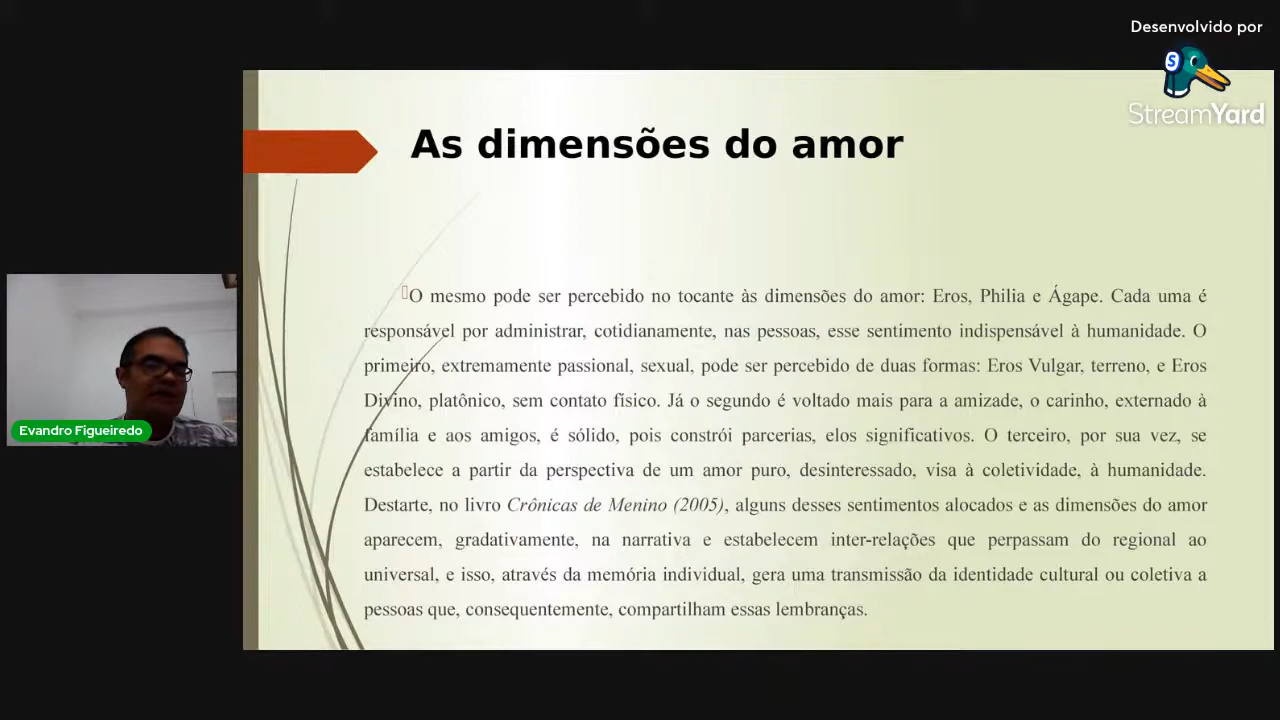 Desenvolvido por
StreamYard
As dimensões do amor
O mesmo pode ser percebido no tocante às dimensões do amor: Eros, Philia e Ágape. Cada uma é
responsável por administrar, cotidianamente, nas pessoas, esse sentimento indispensável à humanidade. O
primeiro, extremamente passional, sexual, pode ser percebido de duas formas: Eros Vulgar, terreno, e Eros
Divino, platônico, sem contato físico. Já o segundo é voltado mais para a amizade, o carinho, externado à
família e aos amigos, é sólido, pois constrói parcerias, elos significativos. O terceiro, por sua vez, se
estabelece a partir da perspectiva de um amor puro, desinteressado, visa à coletividade, à humanidade.
Destarte, no livro Crônicas de Menino (2005), alguns desses sentimentos alocados e as dimensões do amor
aparecem, gradativamente, na narrativa e estabelecem inter-relações que perpassam do regional ao
universal, e isso, através da memória individual, gera uma transmissão da identidade cultural ou coletiva a
pessoas que, consequentemente, compartilham essas lembranças.
Evandro Figueiredo